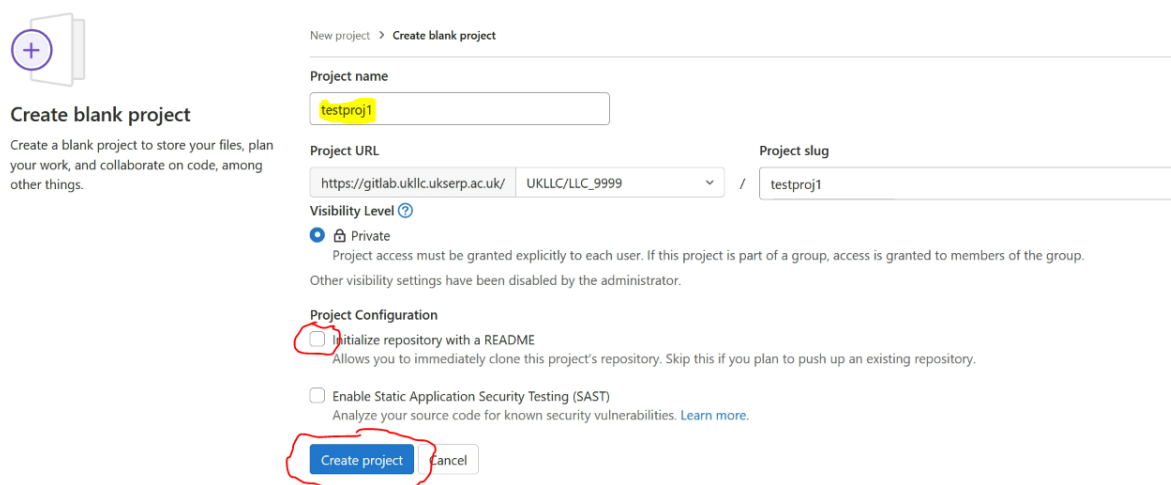 New project > Create blank project
Create blank project
Create a blank project to store your files, plan
your work, and collaborate on code, among
other things.
Project name
testproj1
Project URL
Project slug
https://gitlab.ukllc.ukserp.ac.uk/ UKLLC/LLC_9999 / testproj1
Visibility Level
Private
Project access must be granted explicitly to each user. If this project is part of a group, access is granted to members of the group.
Other visibility settings have been disabled by the administrator.
Project Configuration
Initialize repository with a README
Allows you to immediately clone this project's repository. Skip this if you plan to push up an existing repository.
Enable Static Application Security Testing (SAST)
Analyze your source code for known security vulnerabilities. Learn more.
Create project Cancel